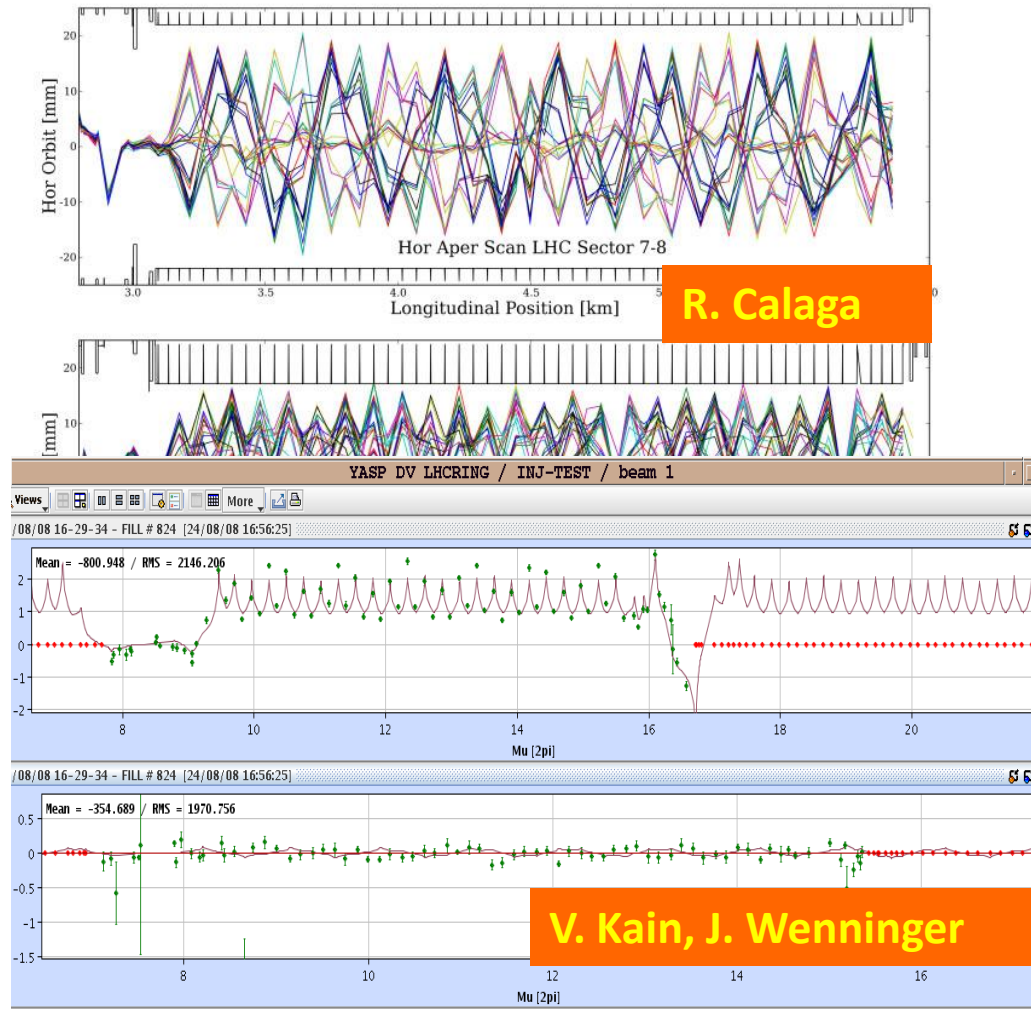 20
10
0
-10
-20
Hor Orbit [mm]
Hor Aper Scan LHC Sector 7-8
3.0 3.5 4.0 4.5
Longitudinal Position [km]
R. Calaga
20
10
[mm]
YASP DV LHCRING / INJ-TEST / beam 1
Views More
/08/08 16-29-34 - FILL # 824 [24/08/08 16:56:25]
Mean = -800.948 / RMS = 2146.206
2
1
0
-1
-2
8 10 12 14 16 18 20
Mu [2pi]
/08/08 16-29-34 - FILL # 824 [24/08/08 16:56:25]
Mean = -354.689 / RMS = 1970.756
0.5
0
-0.5
-1
-1.5
V. Kain, J. Wenninger
8 10 12 14 16
Mu [2pi]